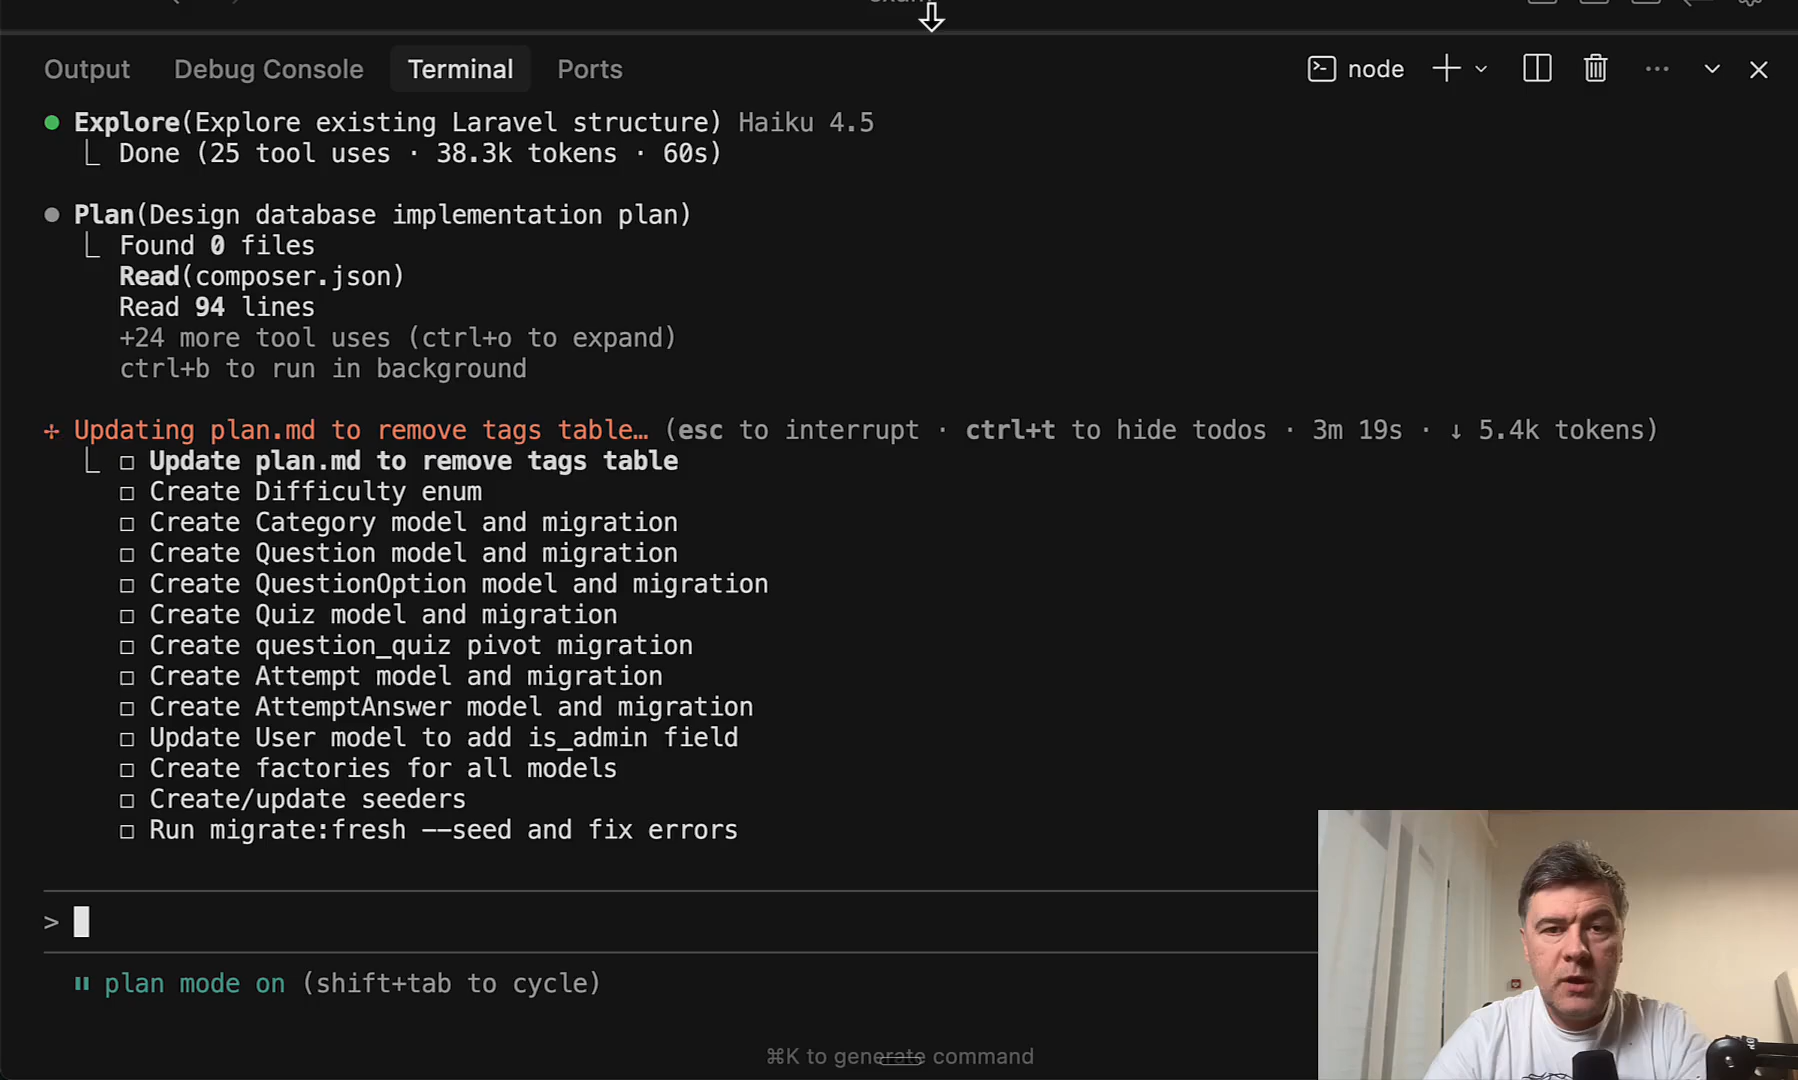 Output Debug Console Terminal Ports node
Explore(Explore existing Laravel structure) Haiku 4.5
Done (25 tool uses · 38.3k tokens · 60s)
Plan(Design database implementation plan)
Found 0 files
Read(composer.json)
Read 94 lines
+24 more tool uses (ctrl+o to expand)
ctrl+b to run in background
Updating plan.md to remove tags table… (esc to interrupt · ctrl+t to hide todos · 3m 19s · ↓ 5.4k tokens)
☐ Update plan.md to remove tags table
☐ Create Difficulty enum
☐ Create Category model and migration
☐ Create Question model and migration
☐ Create QuestionOption model and migration
☐ Create Quiz model and migration
☐ Create question_quiz pivot migration
☐ Create Attempt model and migration
☐ Create AttemptAnswer model and migration
☐ Update User model to add is_admin field
☐ Create factories for all models
☐ Create/update seeders
☐ Run migrate:fresh --seed and fix errors
>
plan mode on (shift+tab to cycle)
⌘K to generate command